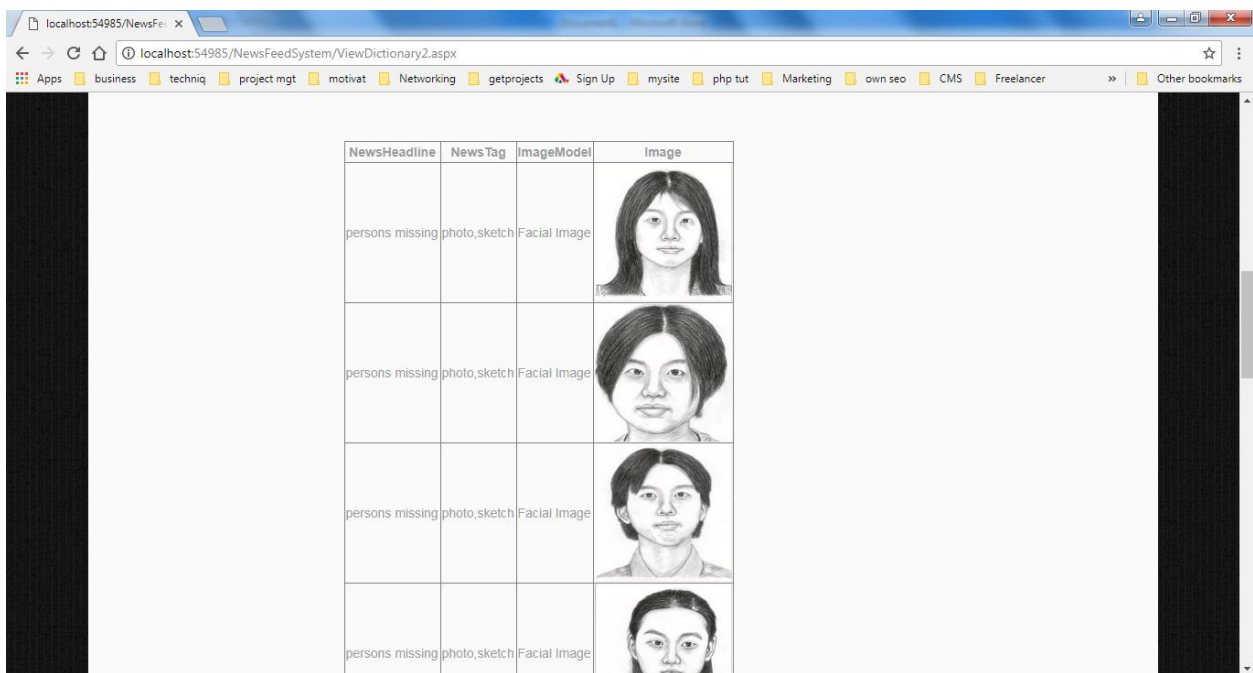 localhost:54985/NewsFe
localhost:54985/NewsFeedSystem/ViewDictionary2.aspx
Apps business techniq project mgt motivat Networking getprojects Sign Up mysite php tut Marketing own seo CMS Freelancer » Other bookmarks
NewsHeadline NewsTag ImageModel Image
persons missing photo,sketch Facial Image
persons missing photo,sketch Facial Image
persons missing photo,sketch Facial Image
persons missing photo,sketch Facial Image